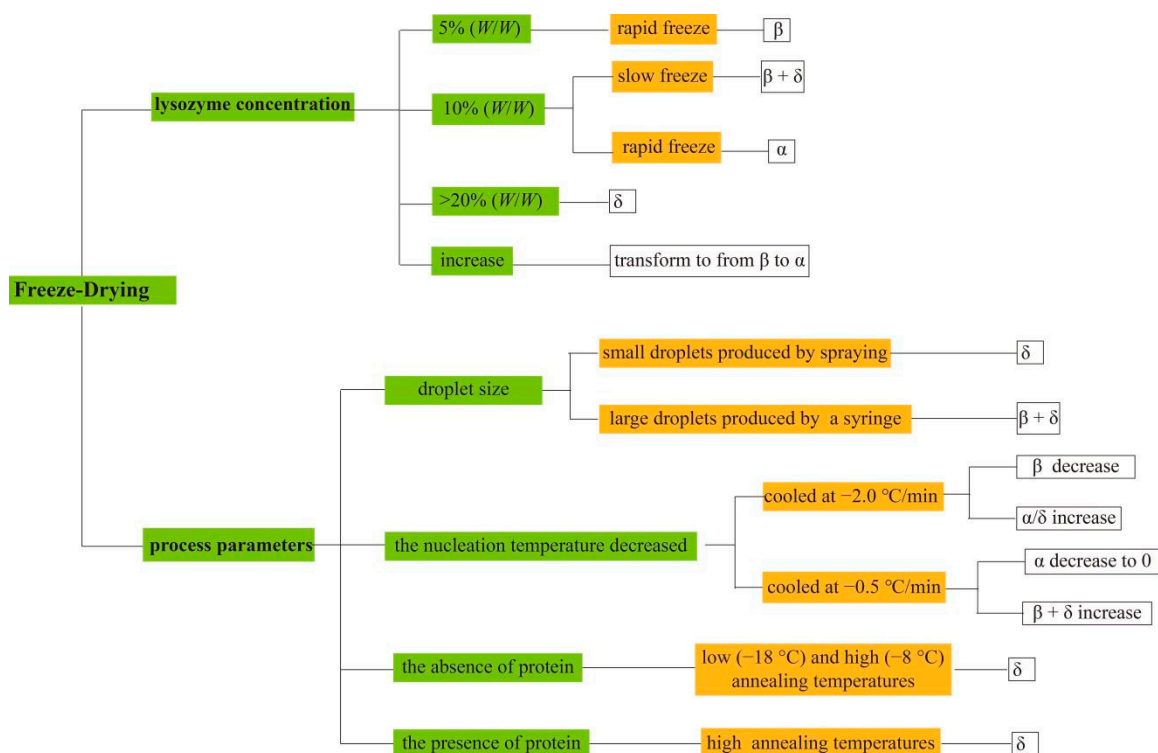 Freeze-Drying
lysozyme concentration
5% (W/W)
rapid freeze
β
10% (W/W)
slow freeze
β + δ
rapid freeze
α
>20% (W/W)
δ
increase
transform to from β to α
process parameters
droplet size
small droplets produced by spraying
δ
large droplets produced by a syringe
β + δ
the nucleation temperature decreased
cooled at −2.0 °C/min
β decrease
α/δ increase
cooled at −0.5 °C/min
α decrease to 0
β + δ increase
the absence of protein
low (−18 °C) and high (−8 °C)
annealing temperatures
δ
the presence of protein
high annealing temperatures
δ